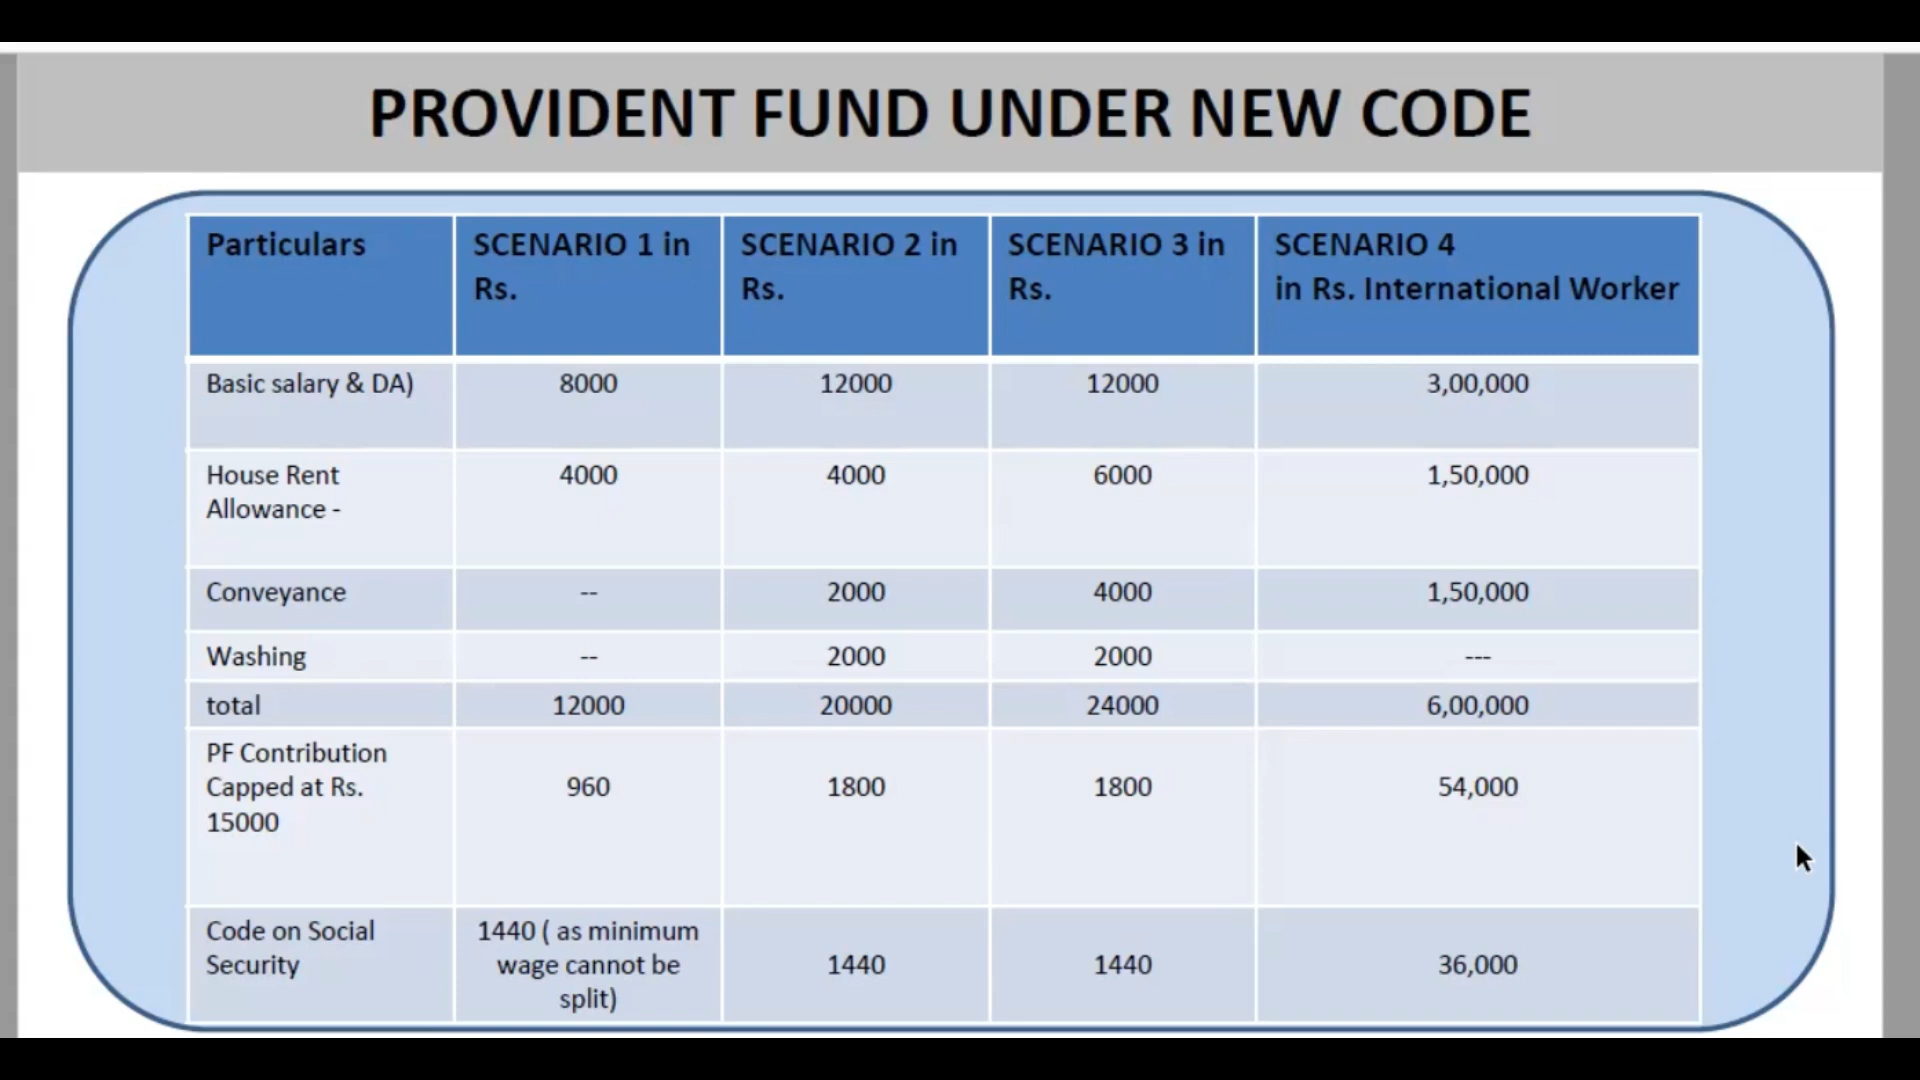 PROVIDENT FUND UNDER NEW CODE
Particulars
SCENARIO 1 in
Rs.
SCENARIO 2 in
Rs.
SCENARIO 3 in
Rs.
SCENARIO 4
in Rs. International Worker
Basic salary & DA)
8000
12000
12000
3,00,000
House Rent
Allowance -
4000
4000
6000
1,50,000
Conveyance
--
2000
4000
1,50,000
Washing
--
2000
2000
---
total
12000
20000
24000
6,00,000
PF Contribution
Capped at Rs.
15000
960
1800
1800
54,000
Code on Social
Security
1440 ( as minimum
wage cannot be
split)
1440
1440
36,000